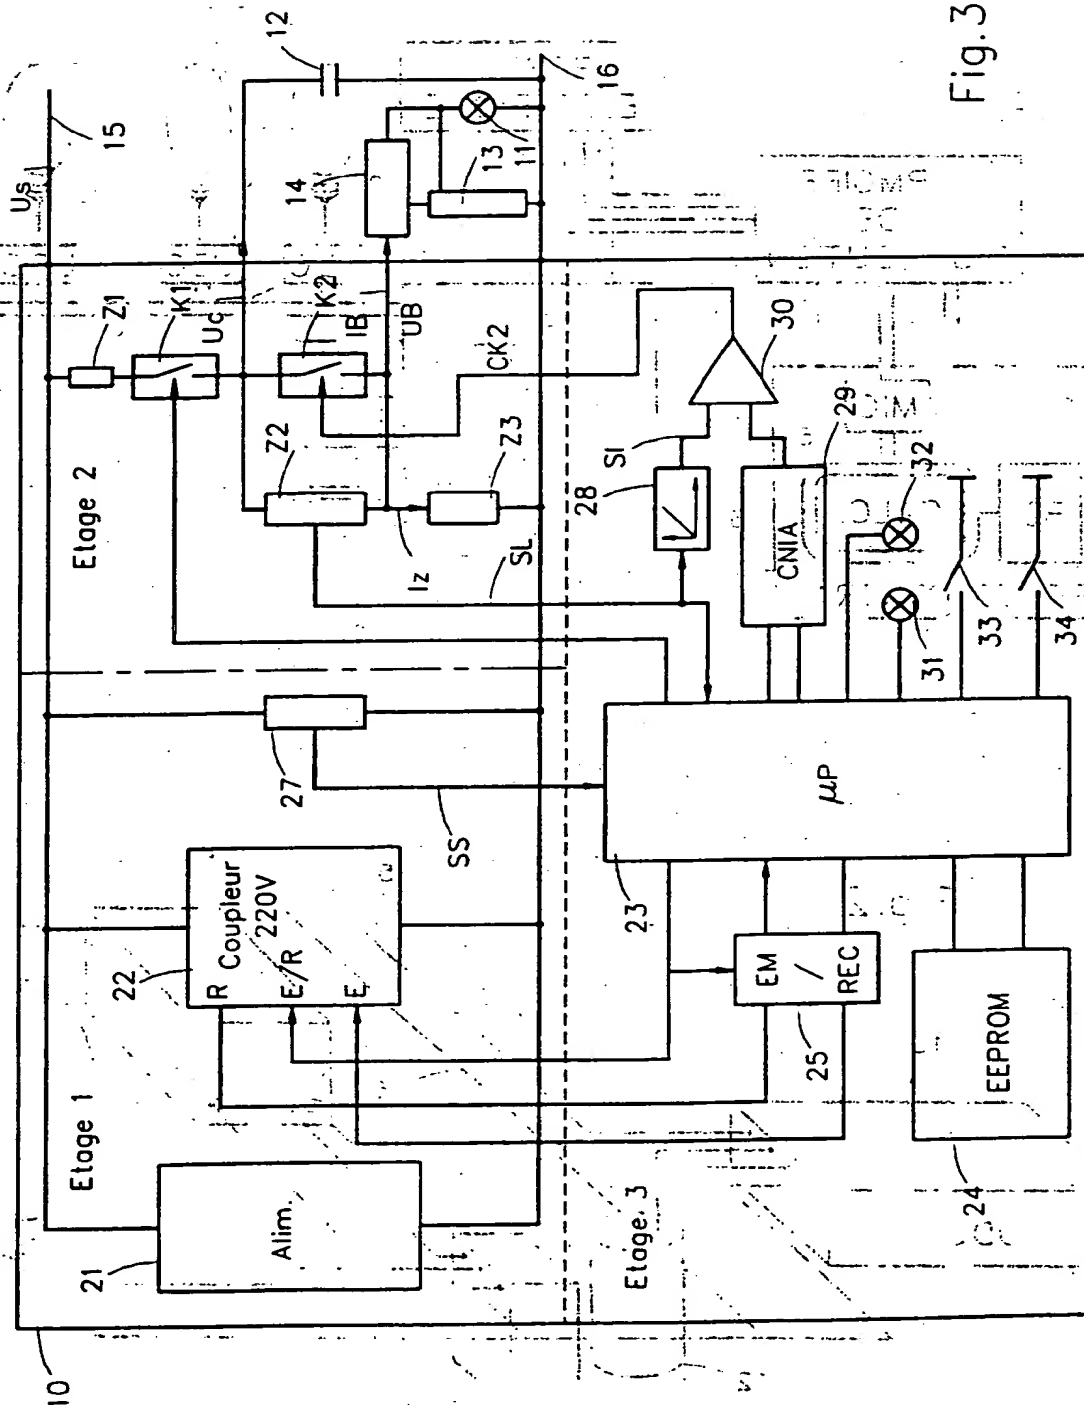 Fig.3
10
Etage 1
21
Alim.
22
Coupleur
220V
R
E/R
E
27
SS
Etage 2
Us
15
Z1
K1
Uc
12
K2
IB
UB
14
13
11
16
Z2
Z3
Iz
SL
CK2
Etage 3
23
µP
EM
/
REC
25
EEPROM
24
28
SI
30
CNIA
29
31
32
33
34